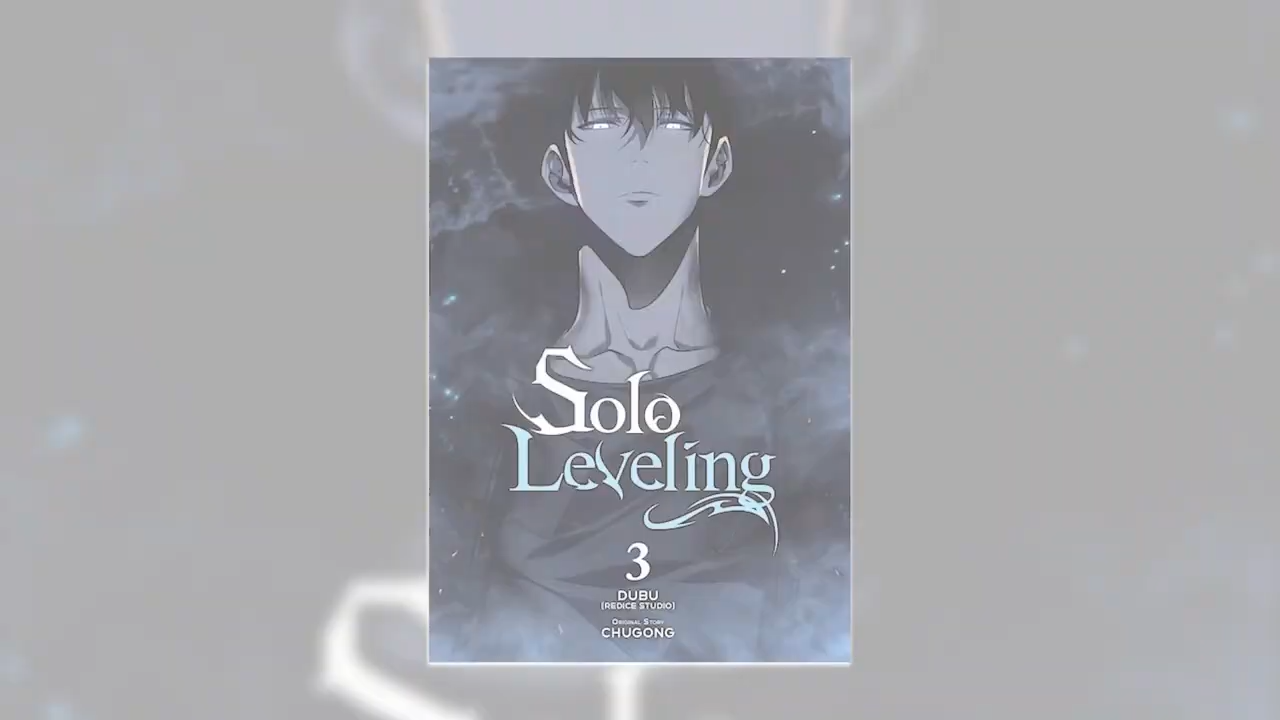 Solo
Leveling
3
DUBU
(REDICE STUDIO)
ORIGINAL STORY
CHUGONG